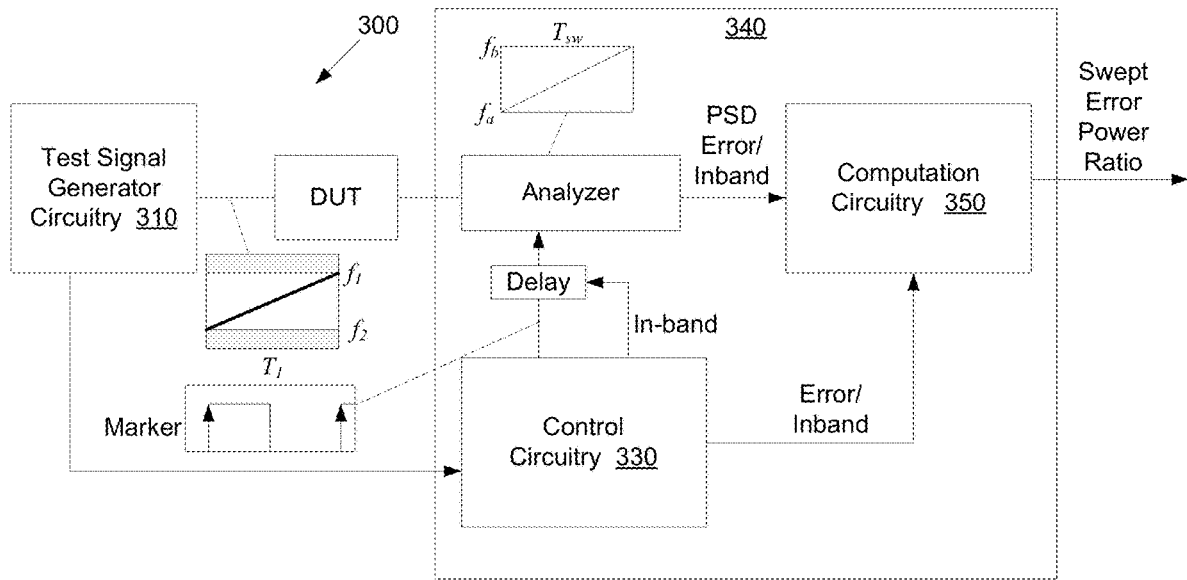 300
340
T_sw
f_b
f_a
Test Signal
Generator
Circuitry 310
DUT
Analyzer
PSD
Error/
Inband
Computation
Circuitry 350
Swept
Error
Power
Ratio
f_1
f_2
T_1
Delay
In-band
Marker
Control
Circuitry 330
Error/
Inband